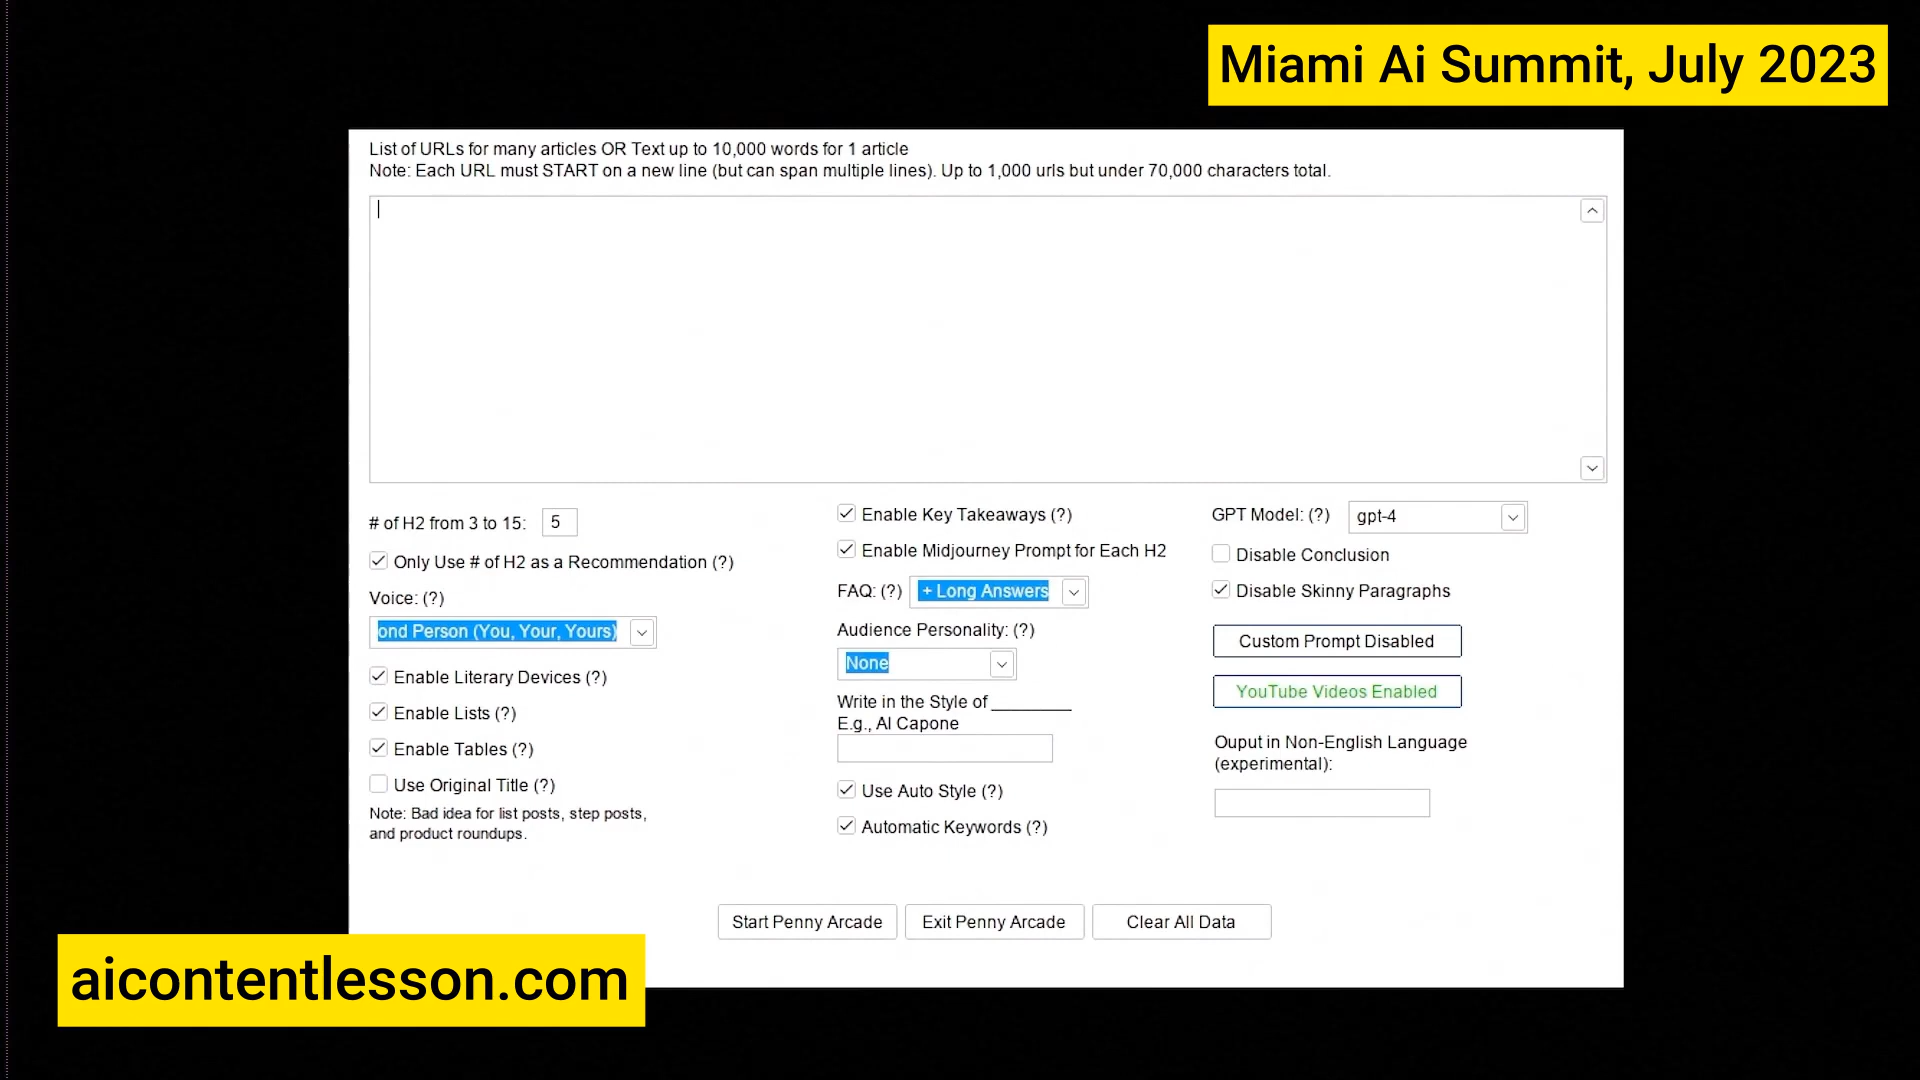 Miami Ai Summit, July 2023
List of URLs for many articles OR Text up to 10,000 words for 1 article
Note: Each URL must START on a new line (but can span multiple lines). Up to 1,000 urls but under 70,000 characters total.
# of H2 from 3 to 15: 5
Only Use # of H2 as a Recommendation (?)
Voice: (?)
ond Person (You, Your, Yours)
Enable Literary Devices (?)
Enable Lists (?)
Enable Tables (?)
Use Original Title (?)
Note: Bad idea for list posts, step posts,
and product roundups.
Enable Key Takeaways (?)
Enable Midjourney Prompt for Each H2
FAQ: (?) + Long Answers
Audience Personality: (?)
None
Write in the Style of ________
E.g., Al Capone
Use Auto Style (?)
Automatic Keywords (?)
GPT Model: (?) gpt-4
Disable Conclusion
Disable Skinny Paragraphs
Custom Prompt Disabled
YouTube Videos Enabled
Ouput in Non-English Language
(experimental):
Start Penny Arcade Exit Penny Arcade Clear All Data
aicontentlesson.com